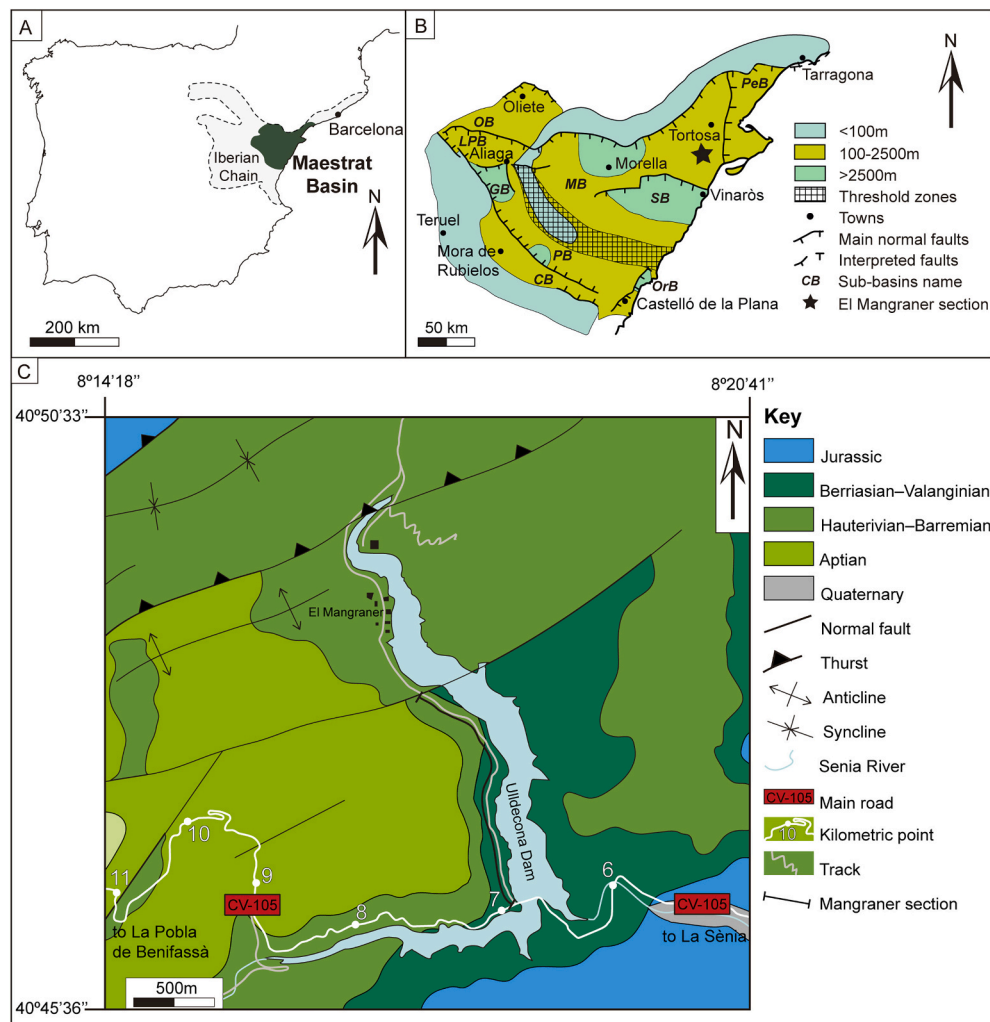 A
Barcelona
Iberian
Chain
Maestrat
Basin
N
200 km
B
N
Tarragona
PeB
Oliete
OB
Tortosa
LPB
Aliaga
Morella
GB
MB
SB
Vinaròs
Teruel
Mora de
Rubielos
PB
CB
OrB
Castelló de la Plana
50 km
<100m
100-2500m
>2500m
Threshold zones
Towns
Main normal faults
Interpreted faults
CB Sub-basins name
El Mangraner section
C
8º14'18''
8º20'41''
40º50'33''
N
El Mangraner
Ulldecona Dam
10
11
9
CV-105
8
7
6
CV-105
to La Pobla
de Benifassà
to La Sènia
500m
40º45'36''
Key
Jurassic
Berriasian–Valanginian
Hauterivian–Barremian
Aptian
Quaternary
Normal fault
Thurst
Anticline
Syncline
Senia River
CV-105 Main road
10 Kilometric point
Track
Mangraner section